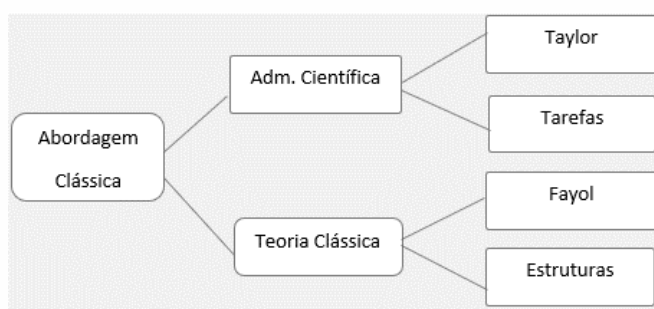 Abordagem
Clássica
Adm. Científica
Teoria Clássica
Taylor
Tarefas
Fayol
Estruturas